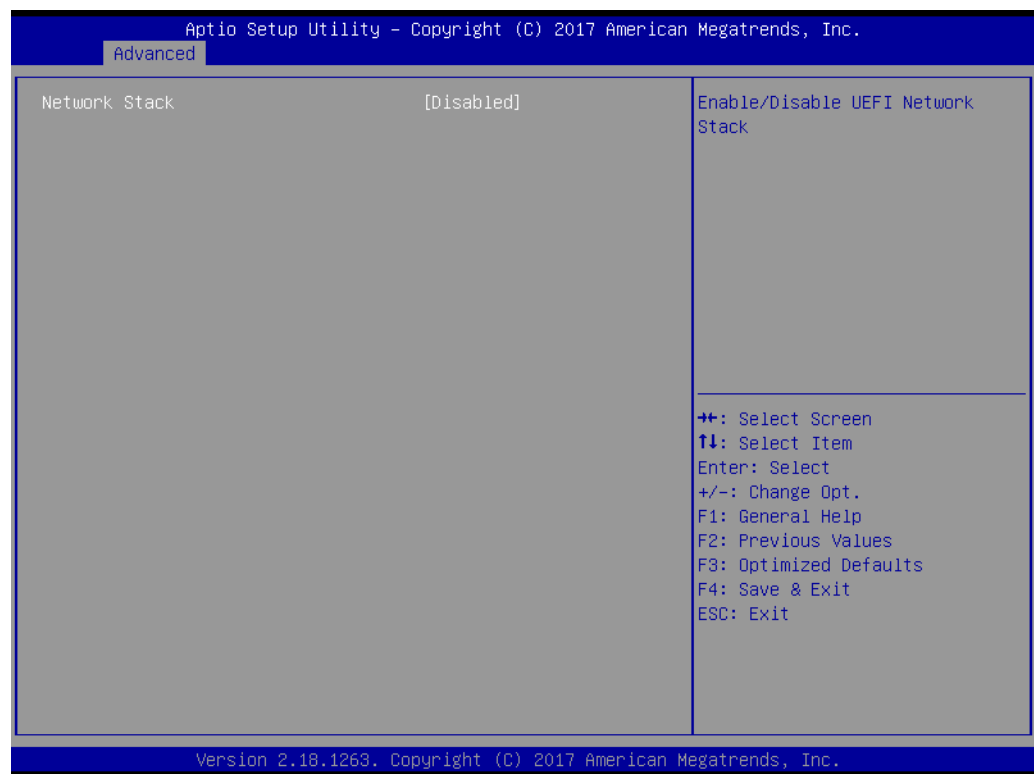 Aptio Setup Utility – Copyright (C) 2017 American Megatrends, Inc.
Advanced
Network Stack [Disabled]
Enable/Disable UEFI Network
Stack
→←: Select Screen
↑↓: Select Item
Enter: Select
+/-: Change Opt.
F1: General Help
F2: Previous Values
F3: Optimized Defaults
F4: Save & Exit
ESC: Exit
Version 2.18.1263. Copyright (C) 2017 American Megatrends, Inc.